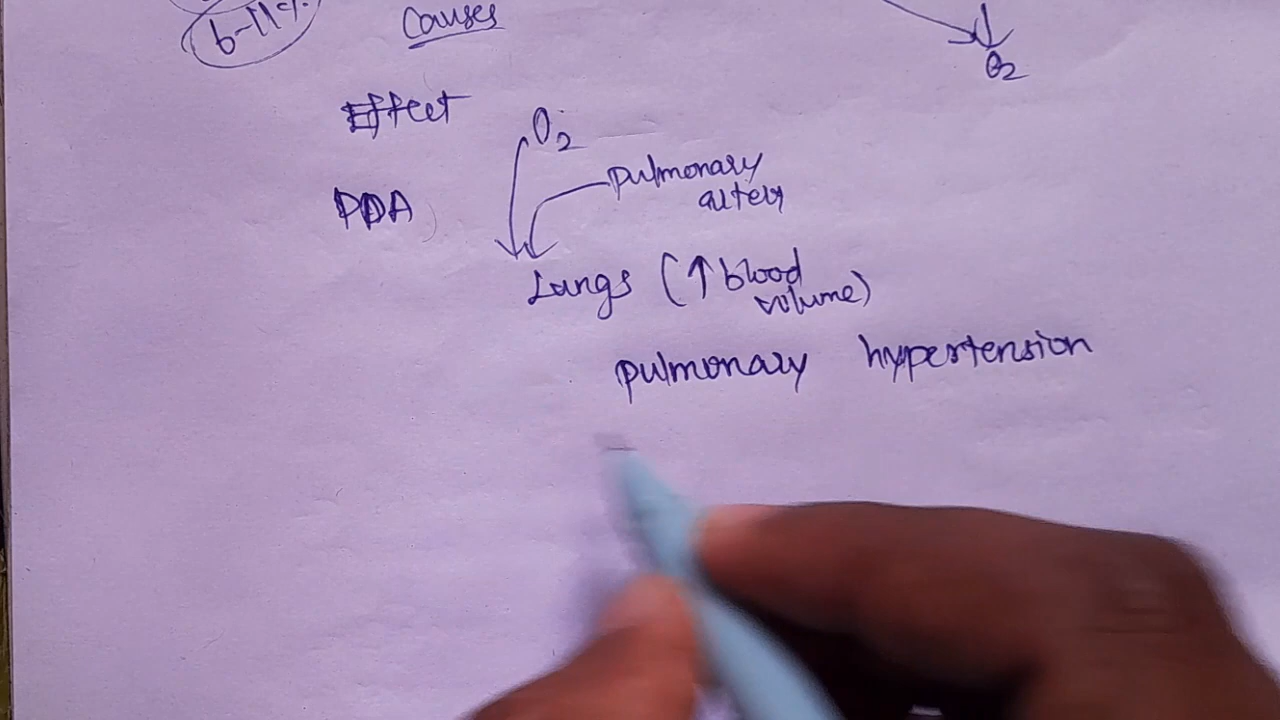 6-11%
Causes
O2
Effect
O2
pulmonary
artery
PDA
Lungs (↑ blood
volume)
pulmonary hypertension